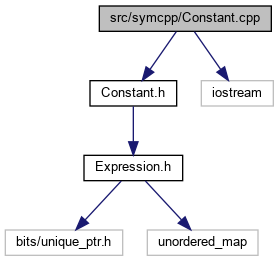 src/symcpp/Constant.cpp
Constant.h
iostream
Expression.h
bits/unique_ptr.h
unordered_map